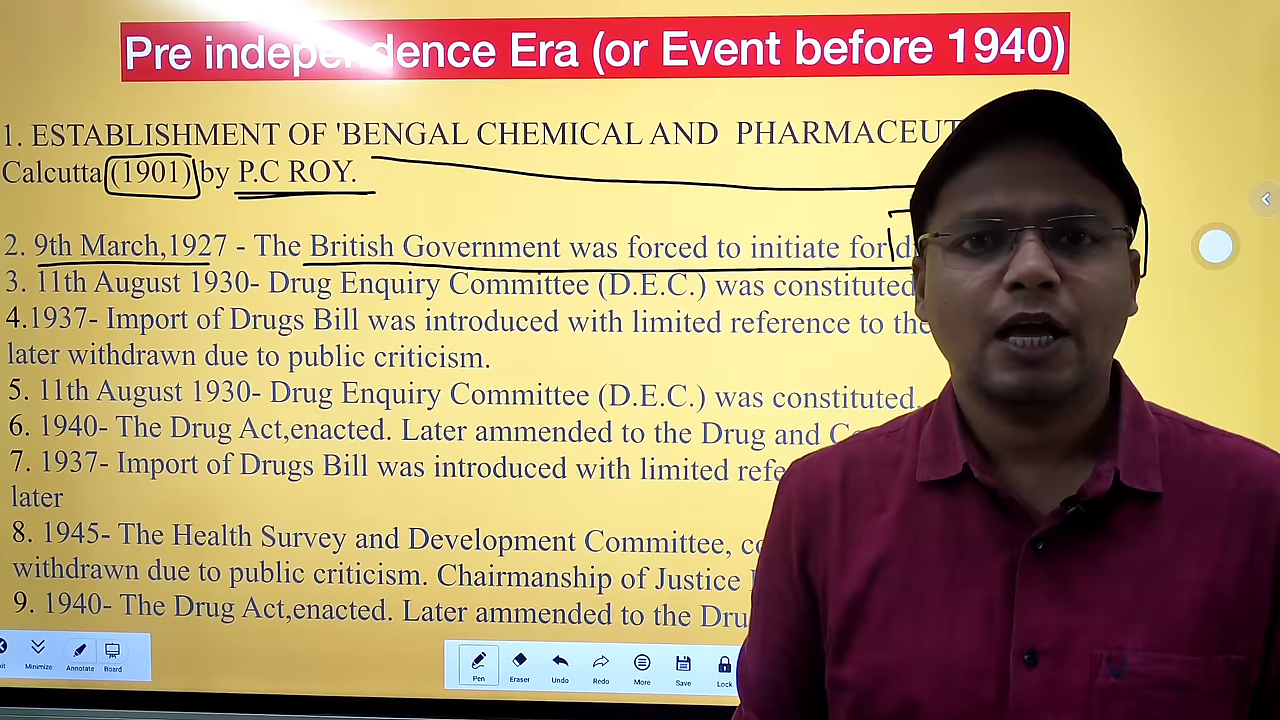 Pre independence Era (or Event before 1940)
1. ESTABLISHMENT OF 'BENGAL CHEMICAL AND PHARMACEUT
Calcutta (1901) by P.C ROY.
2. 9th March,1927 - The British Government was forced to initiate for
3. 11th August 1930- Drug Enquiry Committee (D.E.C.) was constituted
4.1937- Import of Drugs Bill was introduced with limited reference to the
later withdrawn due to public criticism.
5. 11th August 1930- Drug Enquiry Committee (D.E.C.) was constituted.
6. 1940- The Drug Act,enacted. Later ammended to the Drug and
7. 1937- Import of Drugs Bill was introduced with limited refe
later
8. 1945- The Health Survey and Development Committee,
withdrawn due to public criticism. Chairmanship of Justice
9. 1940- The Drug Act,enacted. Later ammended to the Dru
Minimize Annotate Board Pen Eraser Undo Redo More Save Lock